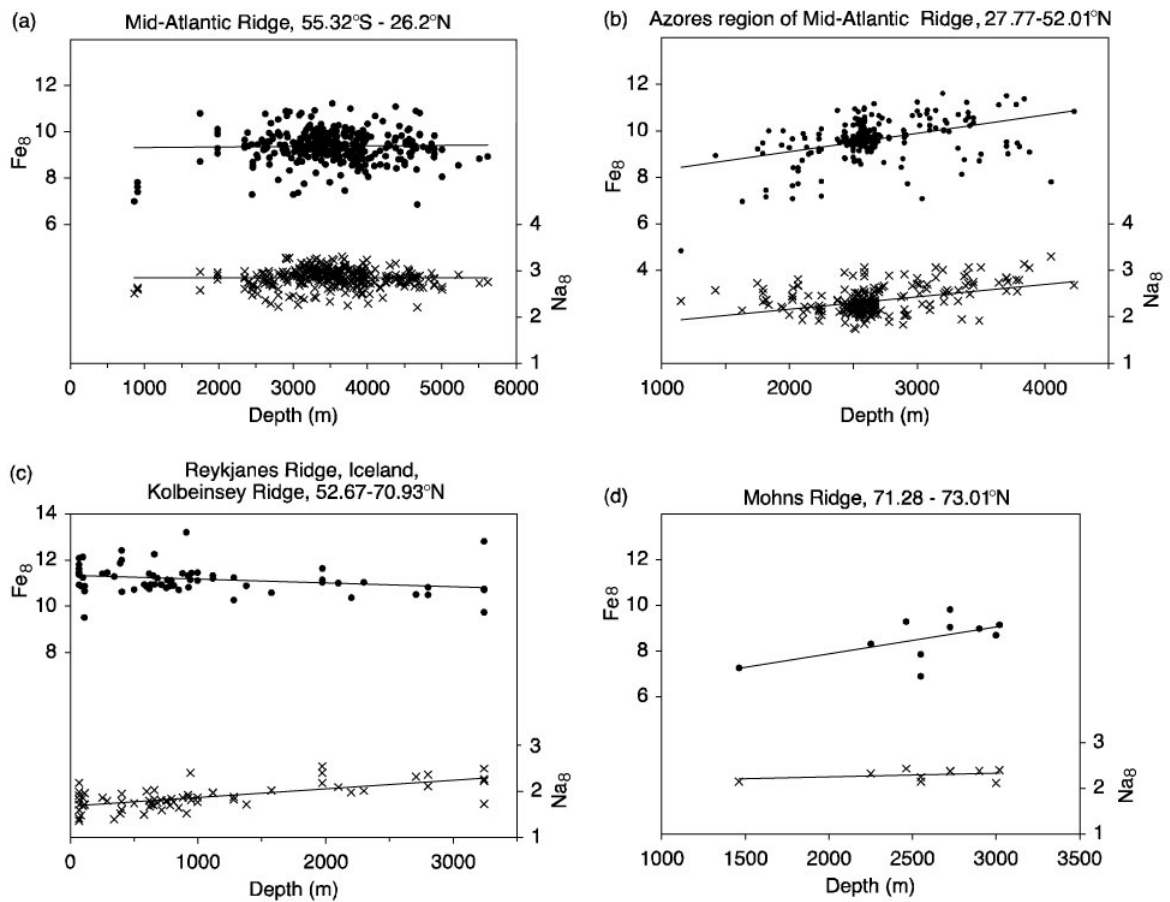 (a)
Mid-Atlantic Ridge, 55.32°S - 26.2°N
12
10
8
6
Fe8
4
3
2
1
Na8
0
1000
2000
3000
4000
5000
6000
Depth (m)
(b)
Azores region of Mid-Atlantic Ridge, 27.77-52.01°N
12
10
8
6
4
Fe8
4
3
2
1
Na8
1000
2000
3000
4000
Depth (m)
(c)
Reykjanes Ridge, Iceland,
Kolbeinsey Ridge, 52.67-70.93°N
14
12
10
8
Fe8
3
2
1
Na8
0
1000
2000
3000
Depth (m)
(d)
Mohns Ridge, 71.28 - 73.01°N
12
10
8
6
Fe8
3
2
1
Na8
1000
1500
2000
2500
3000
3500
Depth (m)